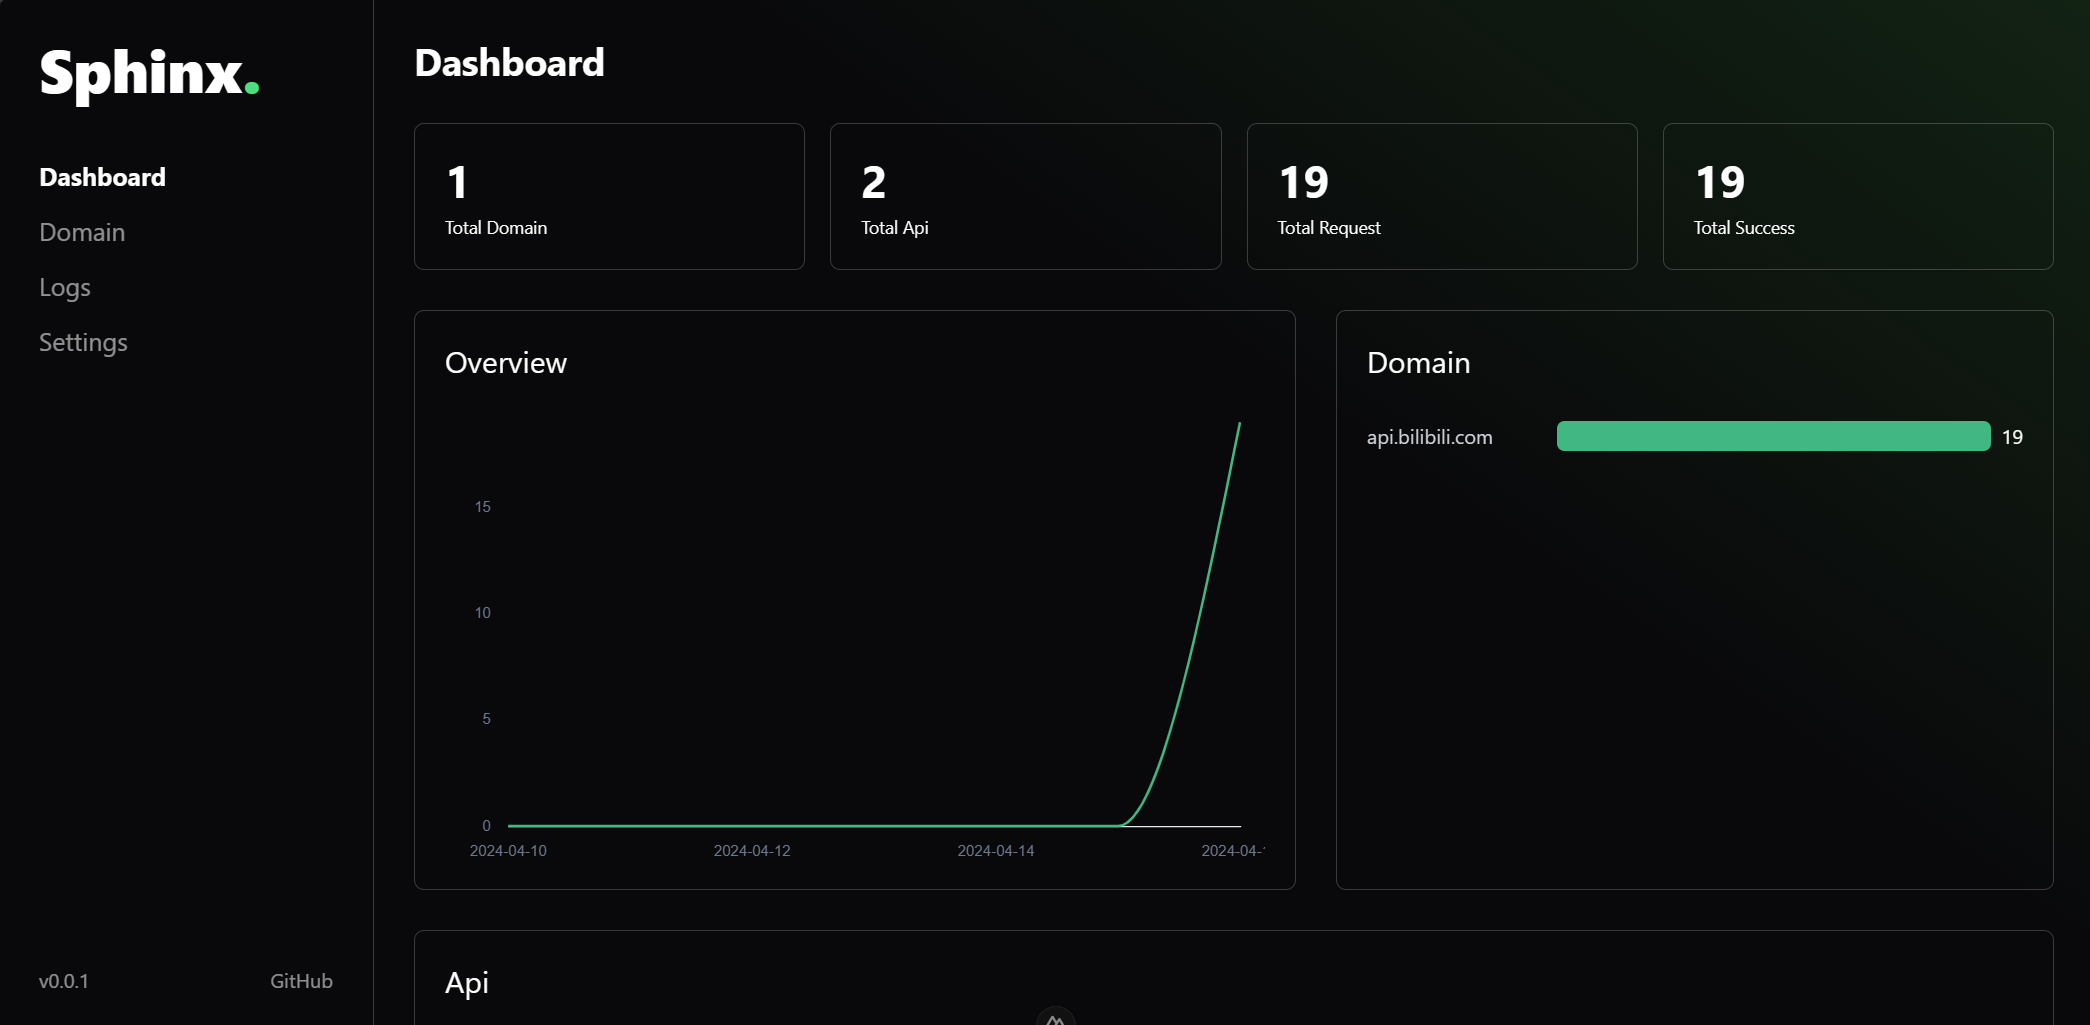 Sphinx.
Dashboard
Domain
Logs
Settings
v0.0.1
GitHub
Dashboard
1
Total Domain
2
Total Api
19
Total Request
19
Total Success
Overview
15
10
5
0
2024-04-10
2024-04-12
2024-04-14
2024-04-
Domain
api.bilibili.com
19
Api